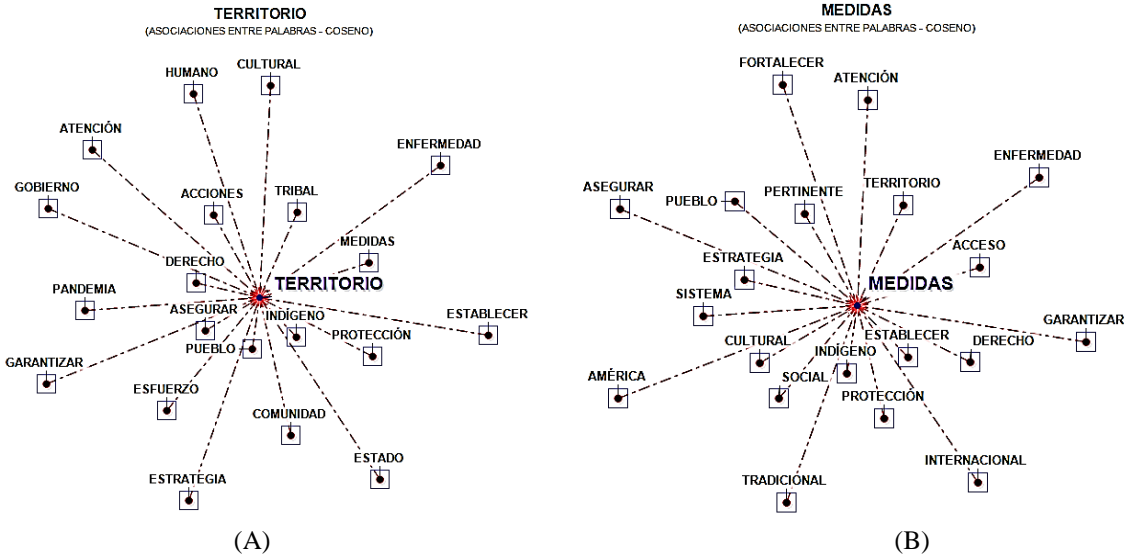 TERRITORIO
(ASOCIACIONES ENTRE PALABRAS - COSENO)
HUMANO
CULTURAL
ATENCIÓN
ENFERMEDAD
GOBIERNO
ACCIONES
TRIBAL
MEDIDAS
DERECHO
TERRITORIO
PANDEMIA
ASEGURAR
INDÍGENO
ESTABLECER
PROTECCIÓN
PUEBLO
GARANTIZAR
ESFUERZO
COMUNIDAD
ESTADO
ESTRATEGIA
(A)
MEDIDAS
(ASOCIACIONES ENTRE PALABRAS - COSENO)
FORTALECER
ATENCIÓN
ENFERMEDAD
ASEGURAR
PUEBLO
PERTINENTE
TERRITORIO
ACCESO
ESTRATEGIA
MEDIDAS
SISTEMA
GARANTIZAR
CULTURAL
INDÍGENO
ESTABLECER
DERECHO
AMÉRICA
SOCIAL
PROTECCIÓN
INTERNACIONAL
TRADICIONAL
(B)